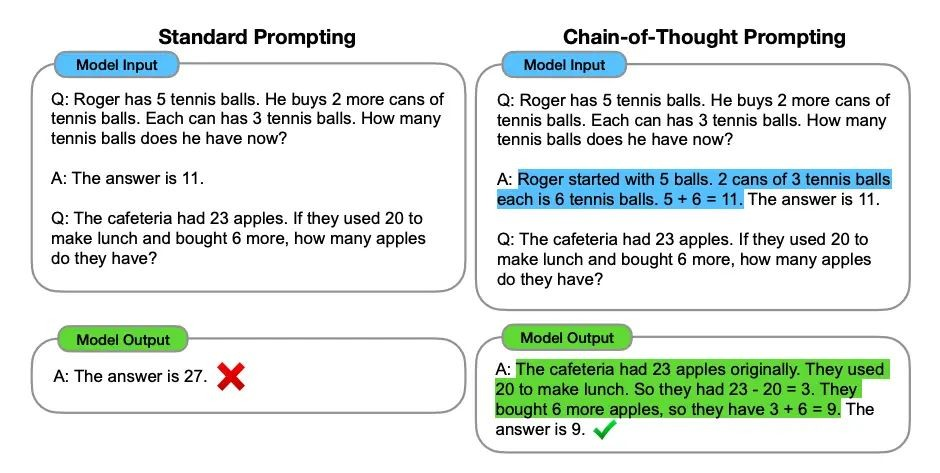 Standard Prompting
Model Input
Q: Roger has 5 tennis balls. He buys 2 more cans of
tennis balls. Each can has 3 tennis balls. How many
tennis balls does he have now?
A: The answer is 11.
Q: The cafeteria had 23 apples. If they used 20 to
make lunch and bought 6 more, how many apples
do they have?
Model Output
A: The answer is 27.
Chain-of-Thought Prompting
Model Input
Q: Roger has 5 tennis balls. He buys 2 more cans of
tennis balls. Each can has 3 tennis balls. How many
tennis balls does he have now?
A: Roger started with 5 balls. 2 cans of 3 tennis balls
each is 6 tennis balls. 5 + 6 = 11. The answer is 11.
Q: The cafeteria had 23 apples. If they used 20 to
make lunch and bought 6 more, how many apples
do they have?
Model Output
A: The cafeteria had 23 apples originally. They used
20 to make lunch. So they had 23 - 20 = 3. They
bought 6 more apples, so they have 3 + 6 = 9. The
answer is 9.